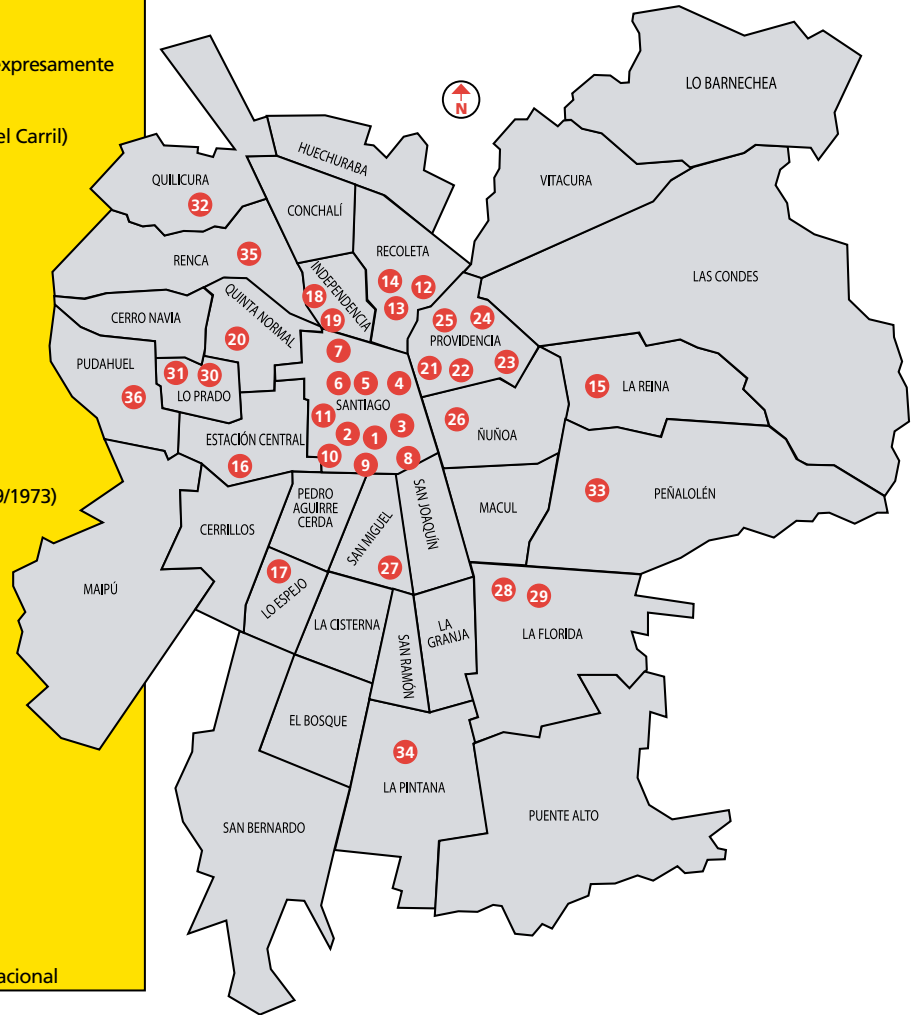 expresamente
el Carril)
9/1973)
acional
N
LO BARNECHEA
HUECHURABA
VITACURA
QUILICURA
32
CONCHALÍ
RECOLETA
14
12
13
RENCA
35
INDEPENDENCIA
18
19
LAS CONDES
QUINTA NORMAL
20
CERRO NAVIA
25
24
PROVIDENCIA
21
22
23
7
PUDAHUEL
36
31
30
LO PRADO
6
5
4
SANTIAGO
11
3
2
1
10
9
8
15
LA REINA
26
ÑUÑOA
ESTACIÓN CENTRAL
16
33
PEÑALOLÉN
PEDRO
AGUIRRE
CERDA
SAN JOAQUÍN
MACUL
CERRILLOS
SAN MIGUEL
27
MAIPÚ
17
LO ESPEJO
28
29
LA FLORIDA
LA CISTERNA
SAN RAMÓN
LA
GRANJA
EL BOSQUE
34
LA PINTANA
PUENTE ALTO
SAN BERNARDO